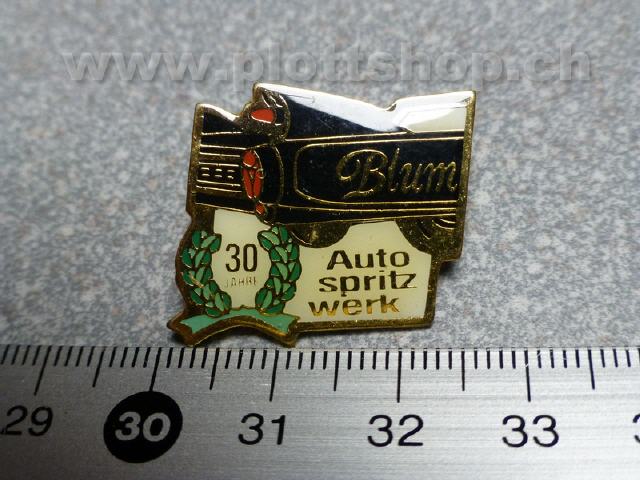 www.plottshop.ch
Blum
30
JAHRE
Auto
spritz
werk
29 30 31 32 33